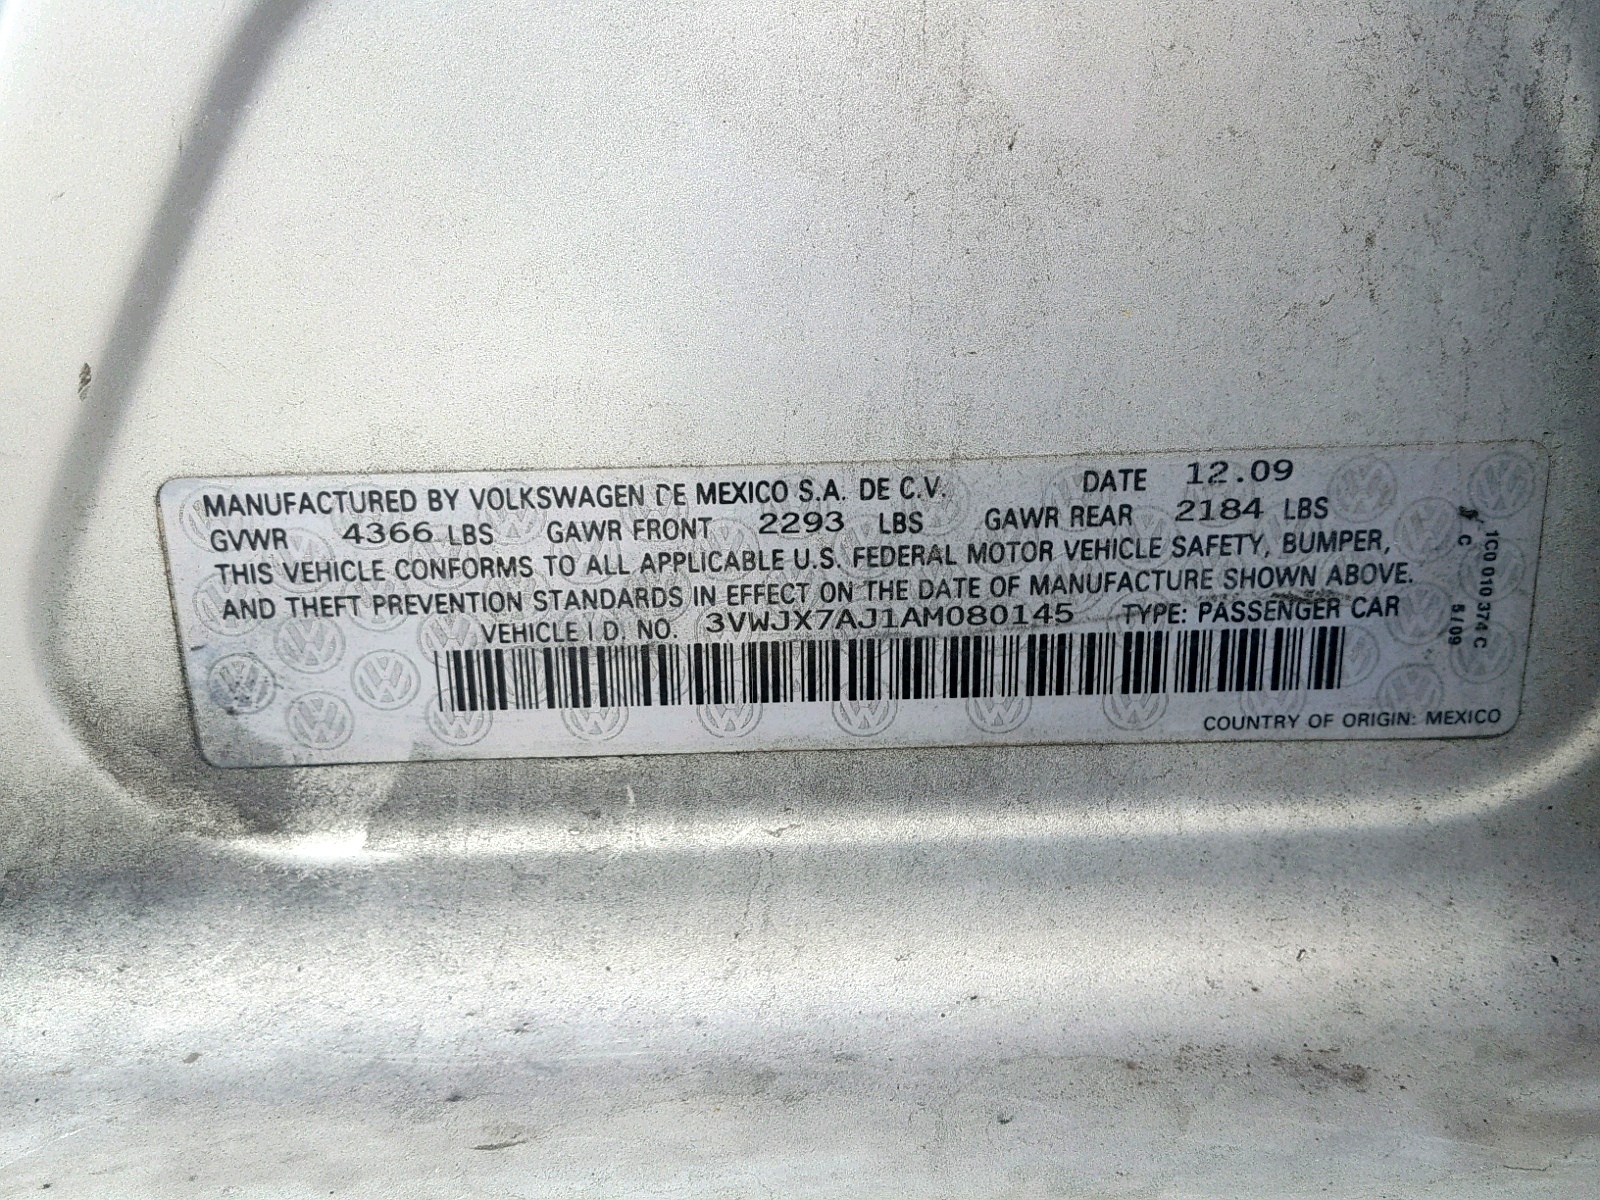 MANUFACTURED BY VOLKSWAGEN DE MEXICO S.A. DE C.V. DATE 12.09
GVWR 4366 LBS GAWR FRONT 2293 LBS GAWR REAR 2184 LBS
THIS VEHICLE CONFORMS TO ALL APPLICABLE U.S. FEDERAL MOTOR VEHICLE SAFETY, BUMPER,
AND THEFT PREVENTION STANDARDS IN EFFECT ON THE DATE OF MANUFACTURE SHOWN ABOVE.
VEHICLE I.D. NO. 3VWJX7AJ1AM080145 TYPE: PASSENGER CAR
COUNTRY OF ORIGIN: MEXICO
1C0 010 374 C
C 5/09